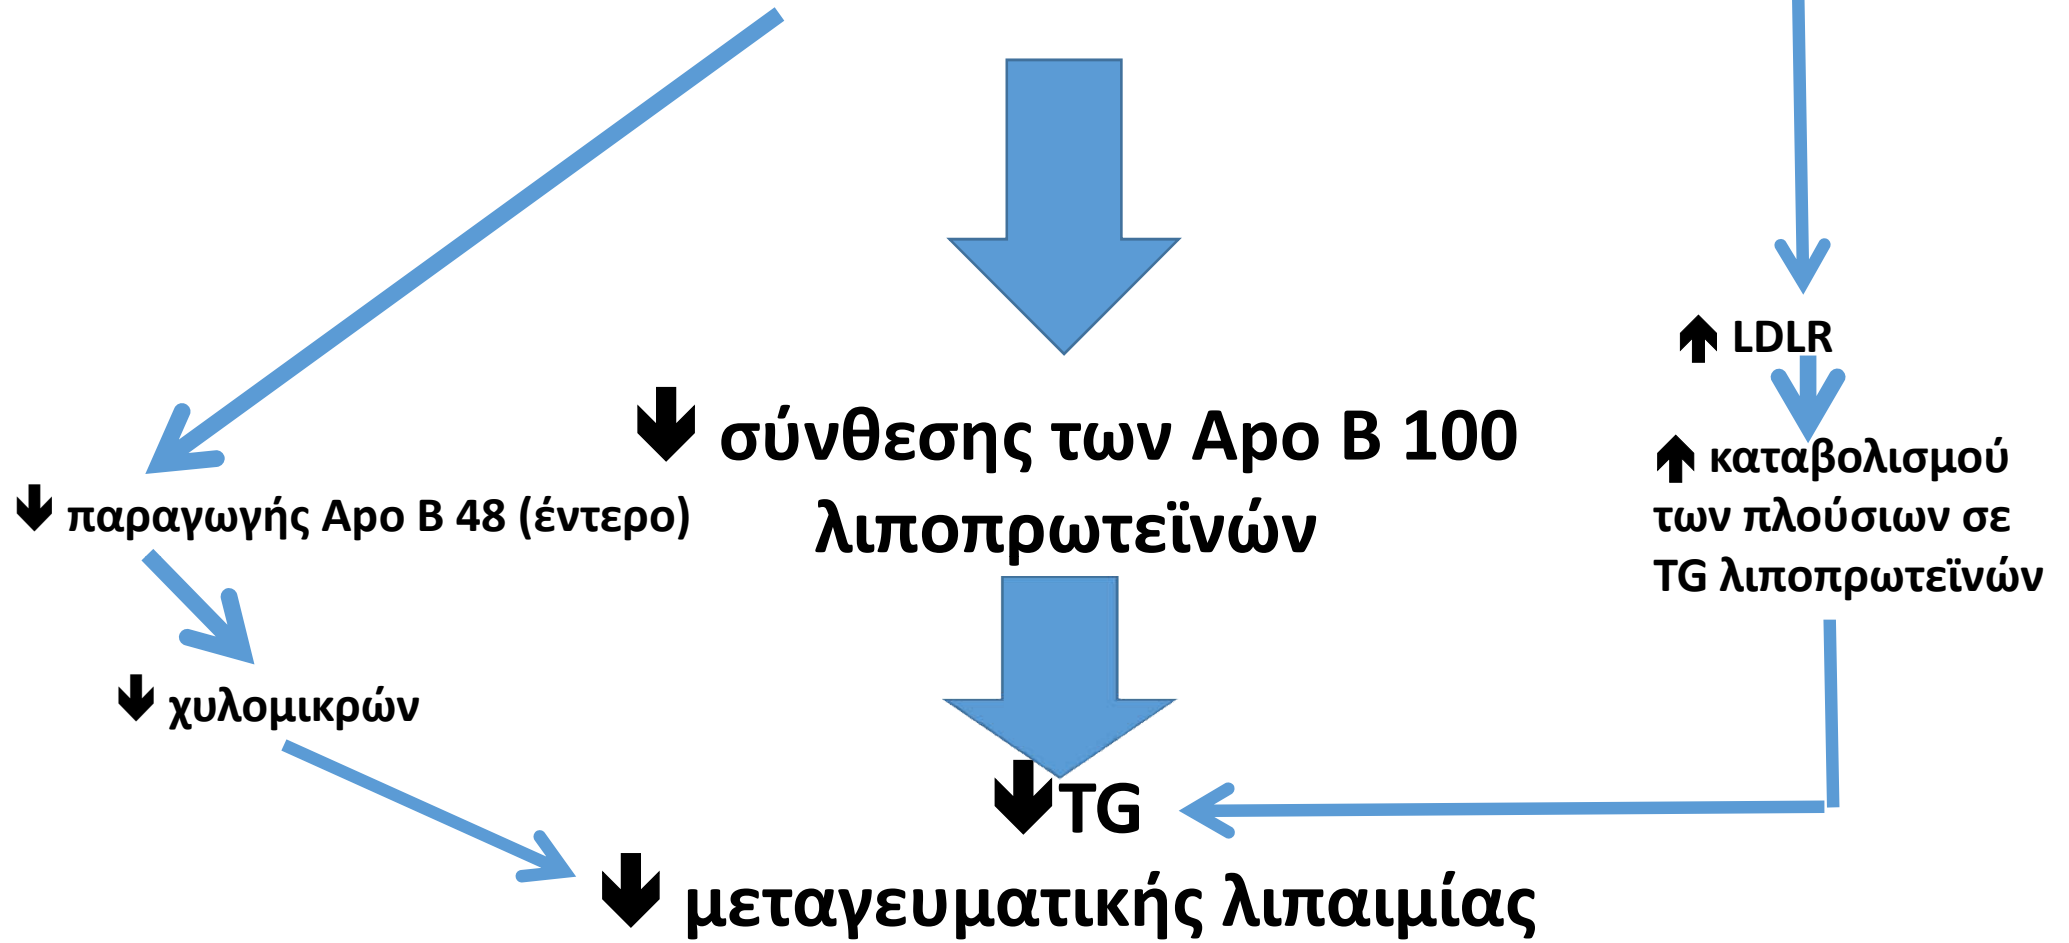 ↑ LDLR
↓ σύνθεσης των Apo B 100
λιποπρωτεϊνών
↓ παραγωγής Apo B 48 (έντερο)
↑ καταβολισμού
των πλούσιων σε
TG λιποπρωτεϊνών
↓ χυλομικρών
↓TG
↓ μεταγευματικής λιπαιμίας